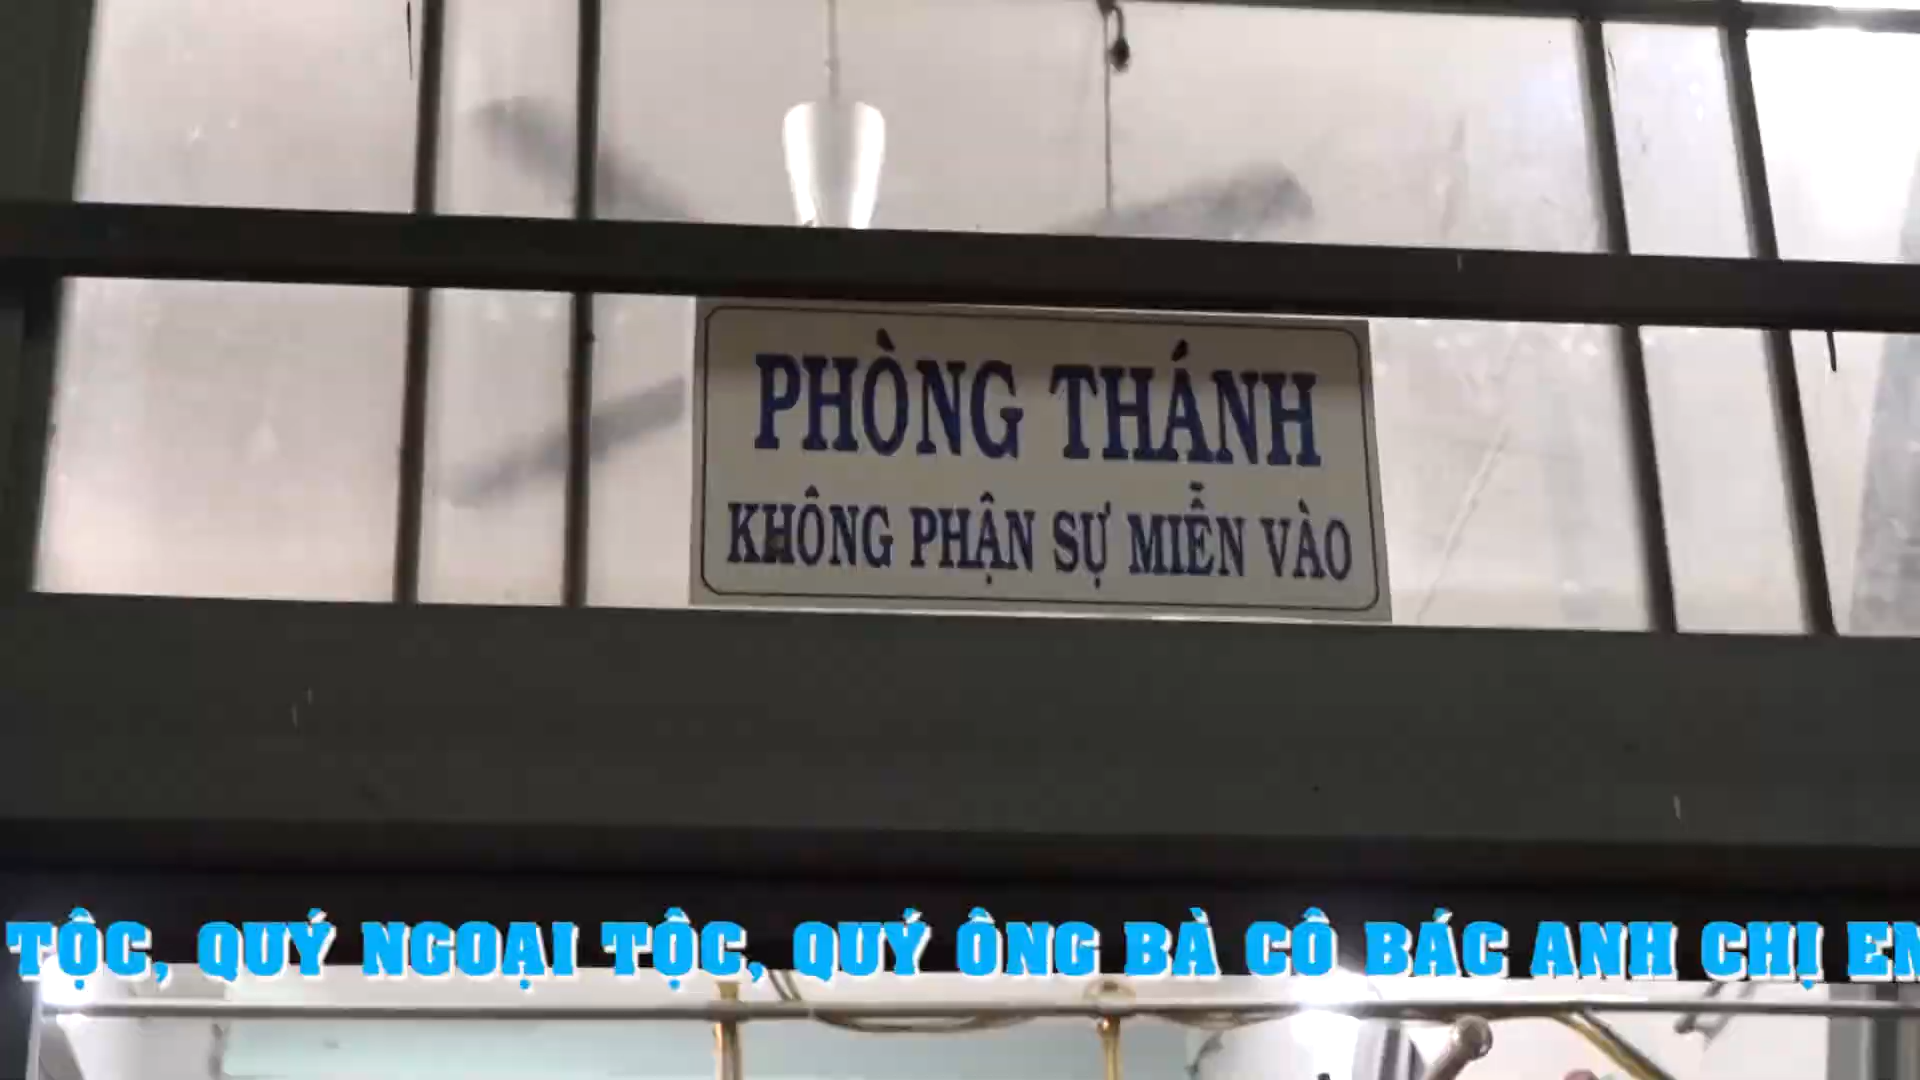 PHÒNG THÁNH
KHÔNG PHẬN SỰ MIỄN VÀO
TỘC, QUÝ NGOẠI TỘC, QUÝ ÔNG BÀ CÔ BÁC ANH CHỊ EM